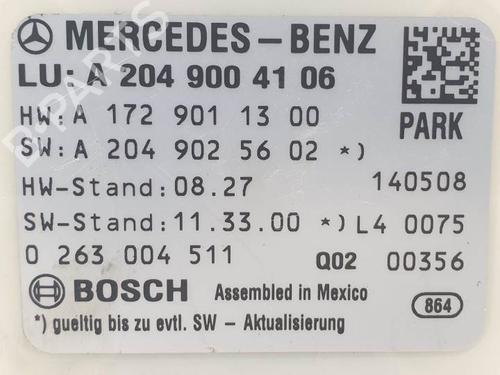 MERCEDES-BENZ
LU: A 204 900 41 06
HW: A 172 901 13 00
PARK
SW: A 204 902 56 02 *)
HW-Stand: 08.27 140508
SW-Stand: 11.33.00 *) L4 0075
0 263 004 511 Q02 00356
BOSCH Assembled in Mexico 864
*) gueltig bis zu evtl. SW - Aktualisierung